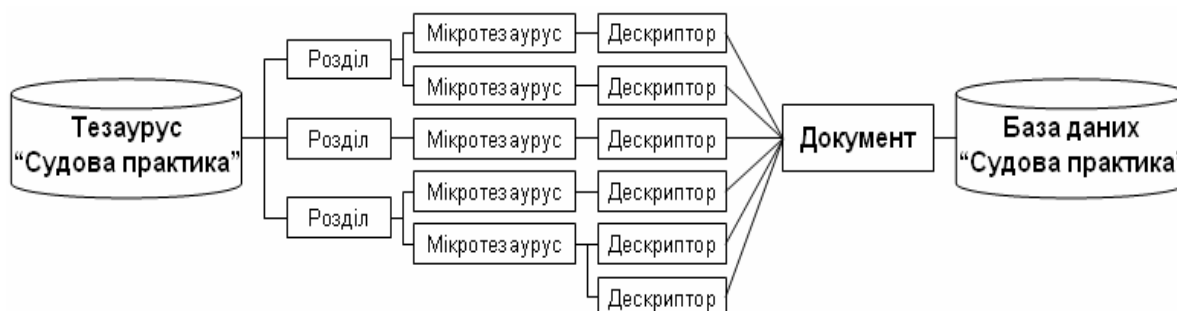 Тезаурус
“Судова практика”
Розділ
Розділ
Розділ
Мікротезаурус
Мікротезаурус
Мікротезаурус
Мікротезаурус
Мікротезаурус
Дескриптор
Дескриптор
Дескриптор
Дескриптор
Дескриптор
Дескриптор
Документ
База даних
“Судова практика”